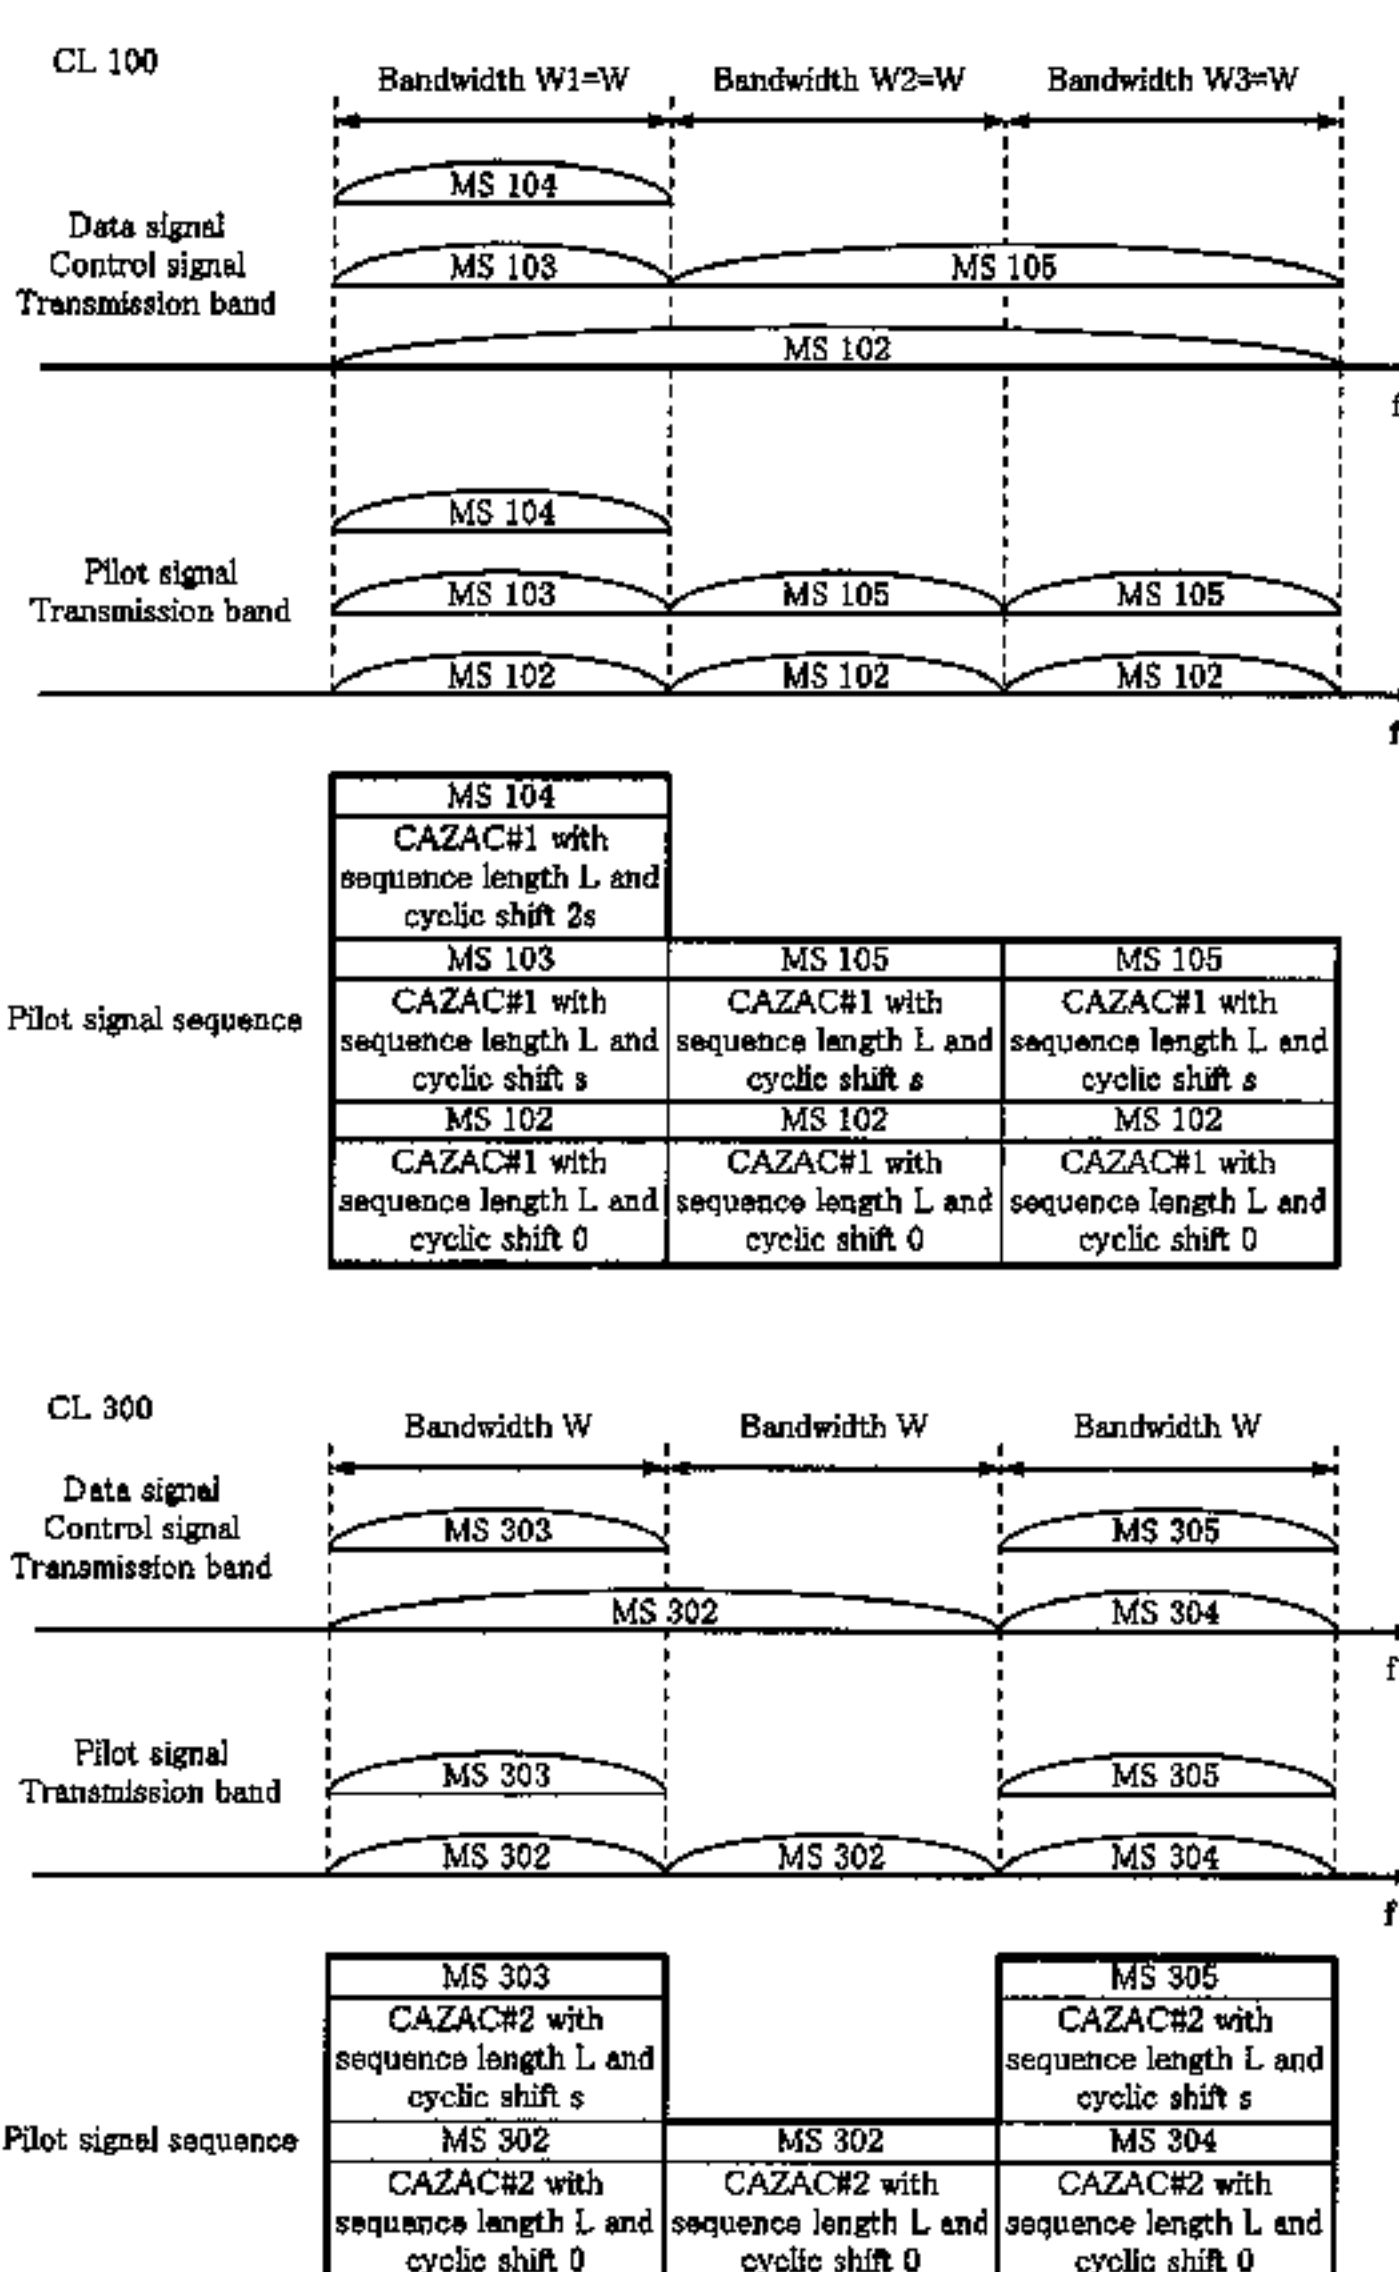 CL 100
Bandwidth W1=W Bandwidth W2=W Bandwidth W3=W
MS 104
Data signal
Control signal
Transmission band
MS 103 MS 105
MS 102
f
MS 104
Pilot signal
Transmission band
MS 103 MS 105 MS 105
MS 102 MS 102 MS 102
f
MS 104
CAZAC#1 with
sequence length L and
cyclic shift 2s
MS 103 MS 105 MS 105
Pilot signal sequence
CAZAC#1 with CAZAC#1 with CAZAC#1 with
sequence length L and sequence length L and sequence length L and
cyclic shift s cyclic shift s cyclic shift s
MS 102 MS 102 MS 102
CAZAC#1 with CAZAC#1 with CAZAC#1 with
sequence length L and sequence length L and sequence length L and
cyclic shift 0 cyclic shift 0 cyclic shift 0
CL 300
Bandwidth W Bandwidth W Bandwidth W
Data signal
Control signal
Transmission band
MS 303 MS 305
MS 302 MS 304
f
Pilot signal
Transmission band
MS 303 MS 305
MS 302 MS 302 MS 304
f
MS 303 MS 305
CAZAC#2 with CAZAC#2 with
sequence length L and sequence length L and
cyclic shift s cyclic shift s
Pilot signal sequence
MS 302 MS 302 MS 304
CAZAC#2 with CAZAC#2 with CAZAC#2 with
sequence length L and sequence length L and sequence length L and
cyclic shift 0 cyclic shift 0 cyclic shift 0